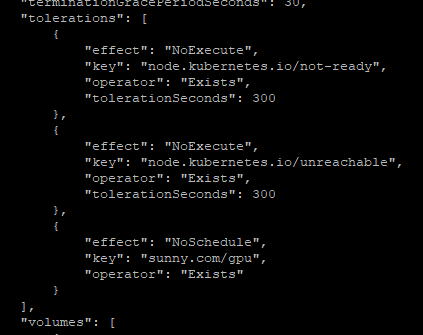 "terminationGracePeriodSeconds": 30,
"tolerations": [
{
"effect": "NoExecute",
"key": "node.kubernetes.io/not-ready",
"operator": "Exists",
"tolerationSeconds": 300
},
{
"effect": "NoExecute",
"key": "node.kubernetes.io/unreachable",
"operator": "Exists",
"tolerationSeconds": 300
},
{
"effect": "NoSchedule",
"key": "sunny.com/gpu",
"operator": "Exists"
}
],
"volumes": [